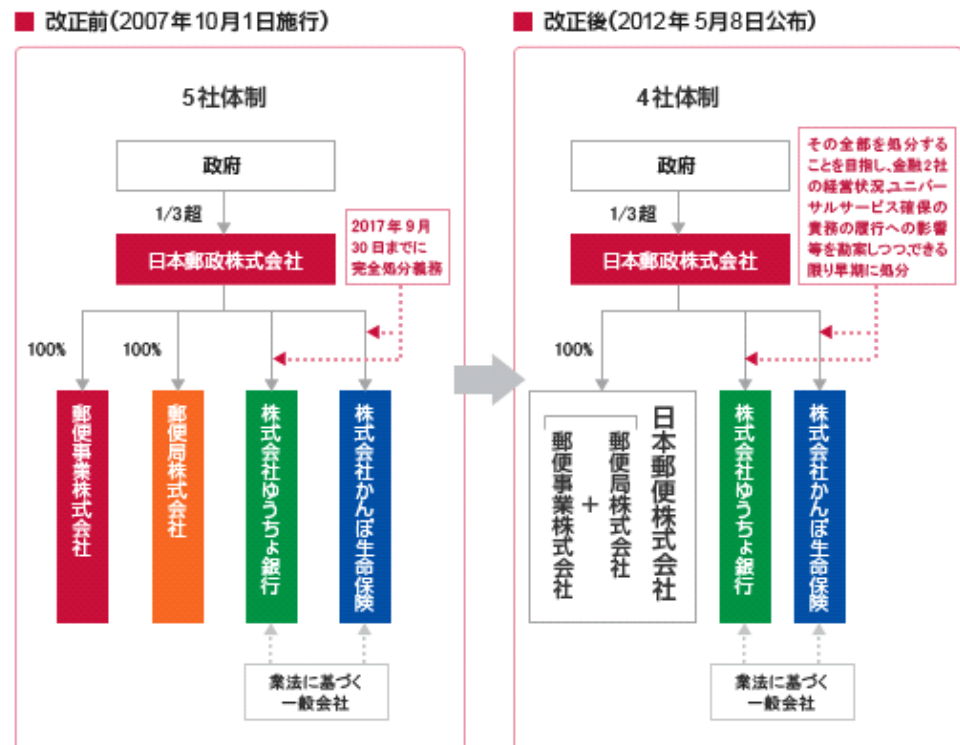 ■ 改正前（2007年10月1日施行）
5社体制
政府
1/3超
日本郵政株式会社
2017年9月
30日までに
完全処分義務
100%
100%
郵便事業株式会社
郵便局株式会社
株式会社ゆうちょ銀行
株式会社かんぽ生命保険
業法に基づく
一般会社
■ 改正後（2012年5月8日公布）
4社体制
政府
1/3超
日本郵政株式会社
その全部を処分する
ことを目指し、金融2社
の経営状況、ユニバー
サルサービス確保の
責務の履行への影響
等を勘案しつつ、できる
限り早期に処分
100%
日本郵便株式会社
郵便局株式会社
+
郵便事業株式会社
株式会社ゆうちょ銀行
株式会社かんぽ生命保険
業法に基づく
一般会社